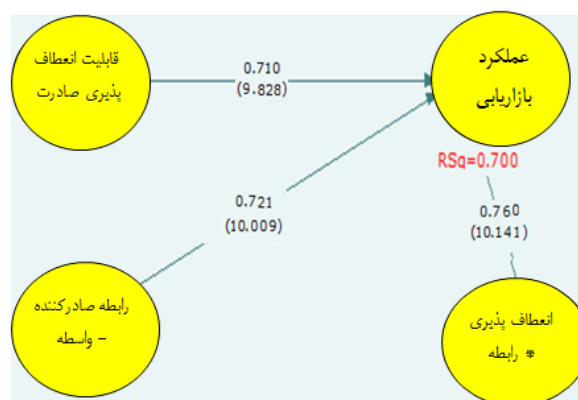 قابلیت انعطاف
پذیری صادرت
0.710
(9.828)
عملکرد
بازاریابی
RSq=0.700
0.721
(10.009)
0.760
(10.141)
رابطه صادرکننده
- واسطه
انعطاف پذیری
* رابطه